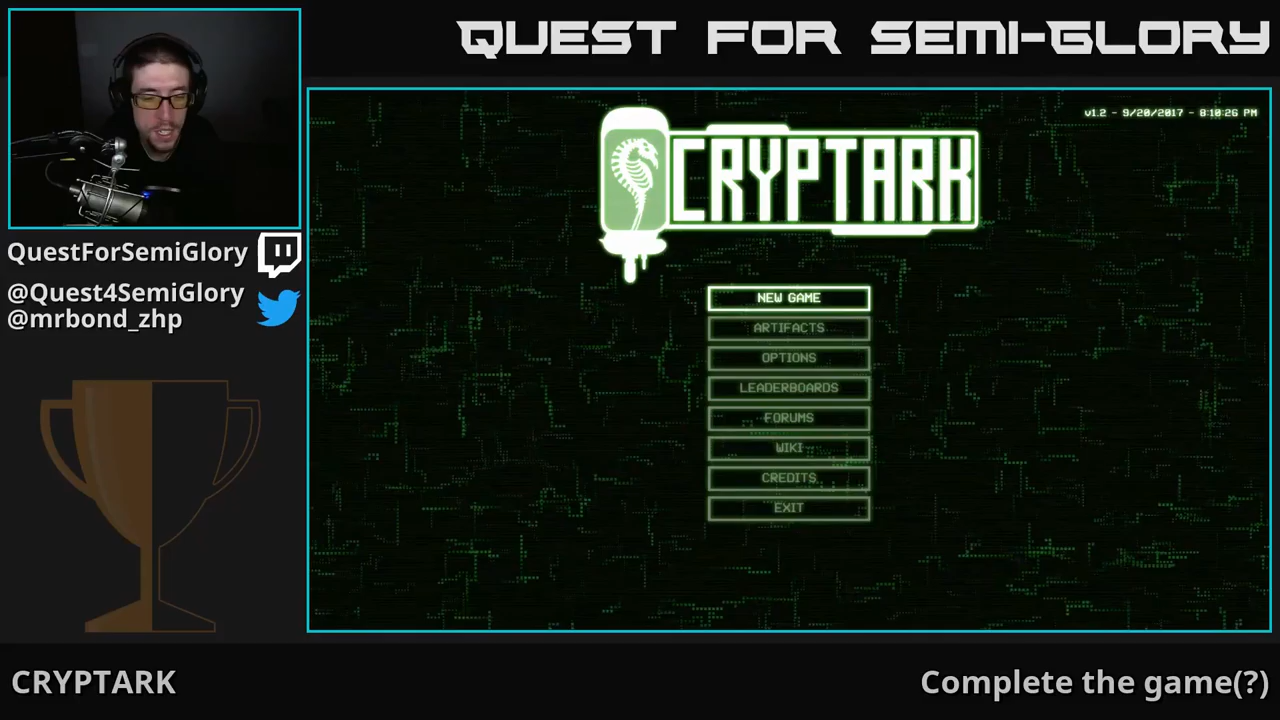 QUEST FOR SEMI-GLORY
QuestForSemiGlory
@Quest4SemiGlory
@mrbond_zhp
v1.2 - 9/20/2017 - 8:10:26 PM
CRYPTARK
NEW GAME
ARTIFACTS
OPTIONS
LEADERBOARDS
FORUMS
WIKI
CREDITS
EXIT
CRYPTARK
Complete the game(?)